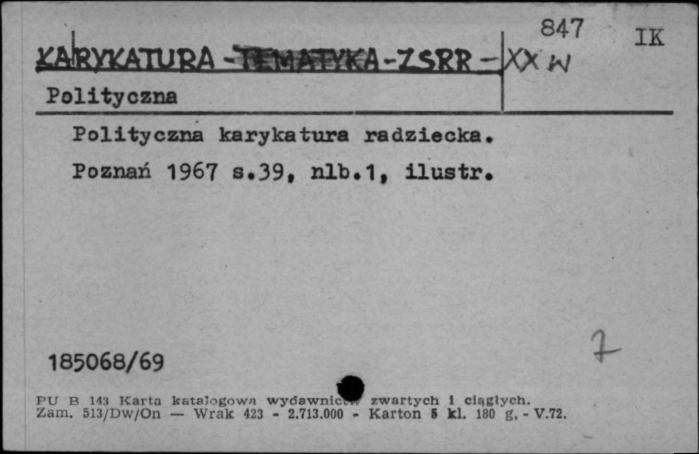 847 IK
KARYKATURA - TEMATYKA - ZSRR - XX w
Polityczna
Polityczna karykatura radziecka.
Poznań 1967 s.39, nlb.1, ilustr.
7
185068/69
PU B 143 Karta katalogowa wydawnictw zwartych i ciągłych.
Zam. 513/Dw/On — Wrak 423 - 2.713.000 - Karton 5 kl. 180 g. - V.72.